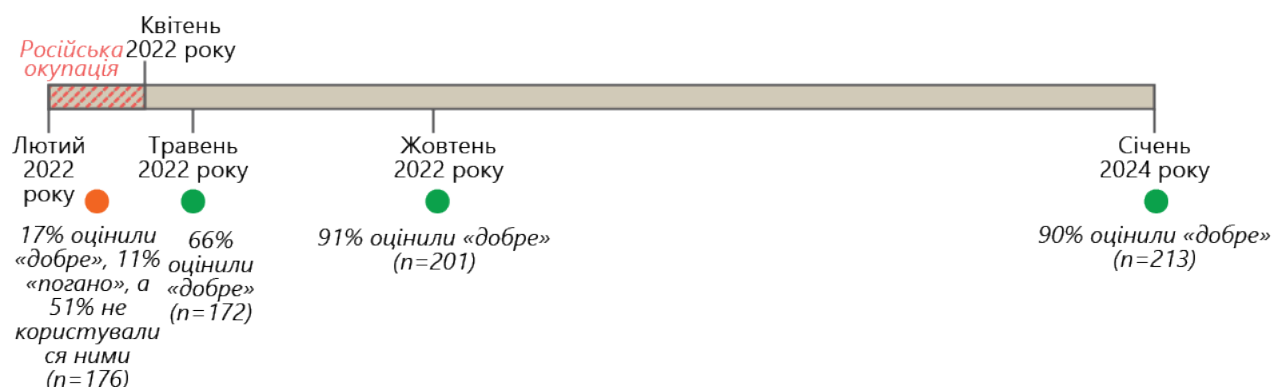 Квітень
2022 року
Російська
окупація
Лютий
2022
року
Травень
2022 року
Жовтень
2022 року
Січень
2024 року
17% оцінили
«добре», 11%
«погано», а
51% не
користували
ся ними
(n=176)
66%
оцінили
«добре»
(n=172)
91% оцінили «добре»
(n=201)
90% оцінили «добре»
(n=213)